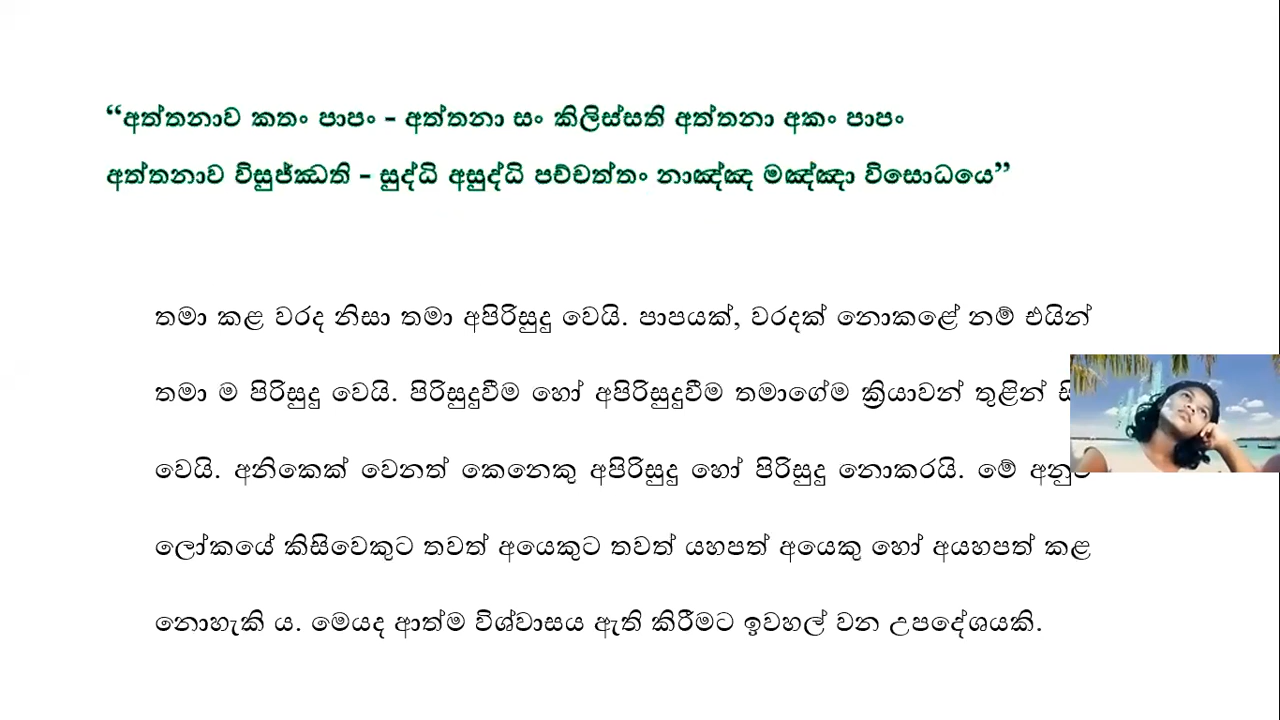 “අත්තනාව කතං පාපං - අත්තනා සං කිලිස්සති අත්තනා අකං පාපං
අත්තනාව විසුජ්ඣති - සුද්ධි අසුද්ධි පච්චත්තං නාඤ්ඤ මඤ්ඤා විසොධයෙ”
තමා කළ වරද නිසා තමා අපිරිසුදු වෙයි. පාපයක්, වරදක් නොකළේ නම් එයින්
තමා ම පිරිසුදු වෙයි. පිරිසුදුවීම හෝ අපිරිසුදුවීම තමාගේම ක්‍රියාවන් තුළින්
වෙයි. අනිකෙක් වෙනත් කෙනෙකු අපිරිසුදු හෝ පිරිසුදු නොකරයි. මේ
ලෝකයේ කිසිවෙකුට තවත් අයෙකුට තවත් යහපත් අයෙකු හෝ අයහපත් කළ
නොහැකි ය. මෙයද ආත්ම විශ්වාසය ඇති කිරීමට ඉවහල් වන උපදේශයකි.